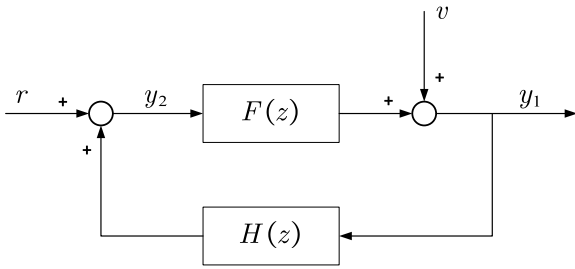 v
r + y₂ F(z) + + y₁
+
H(z)